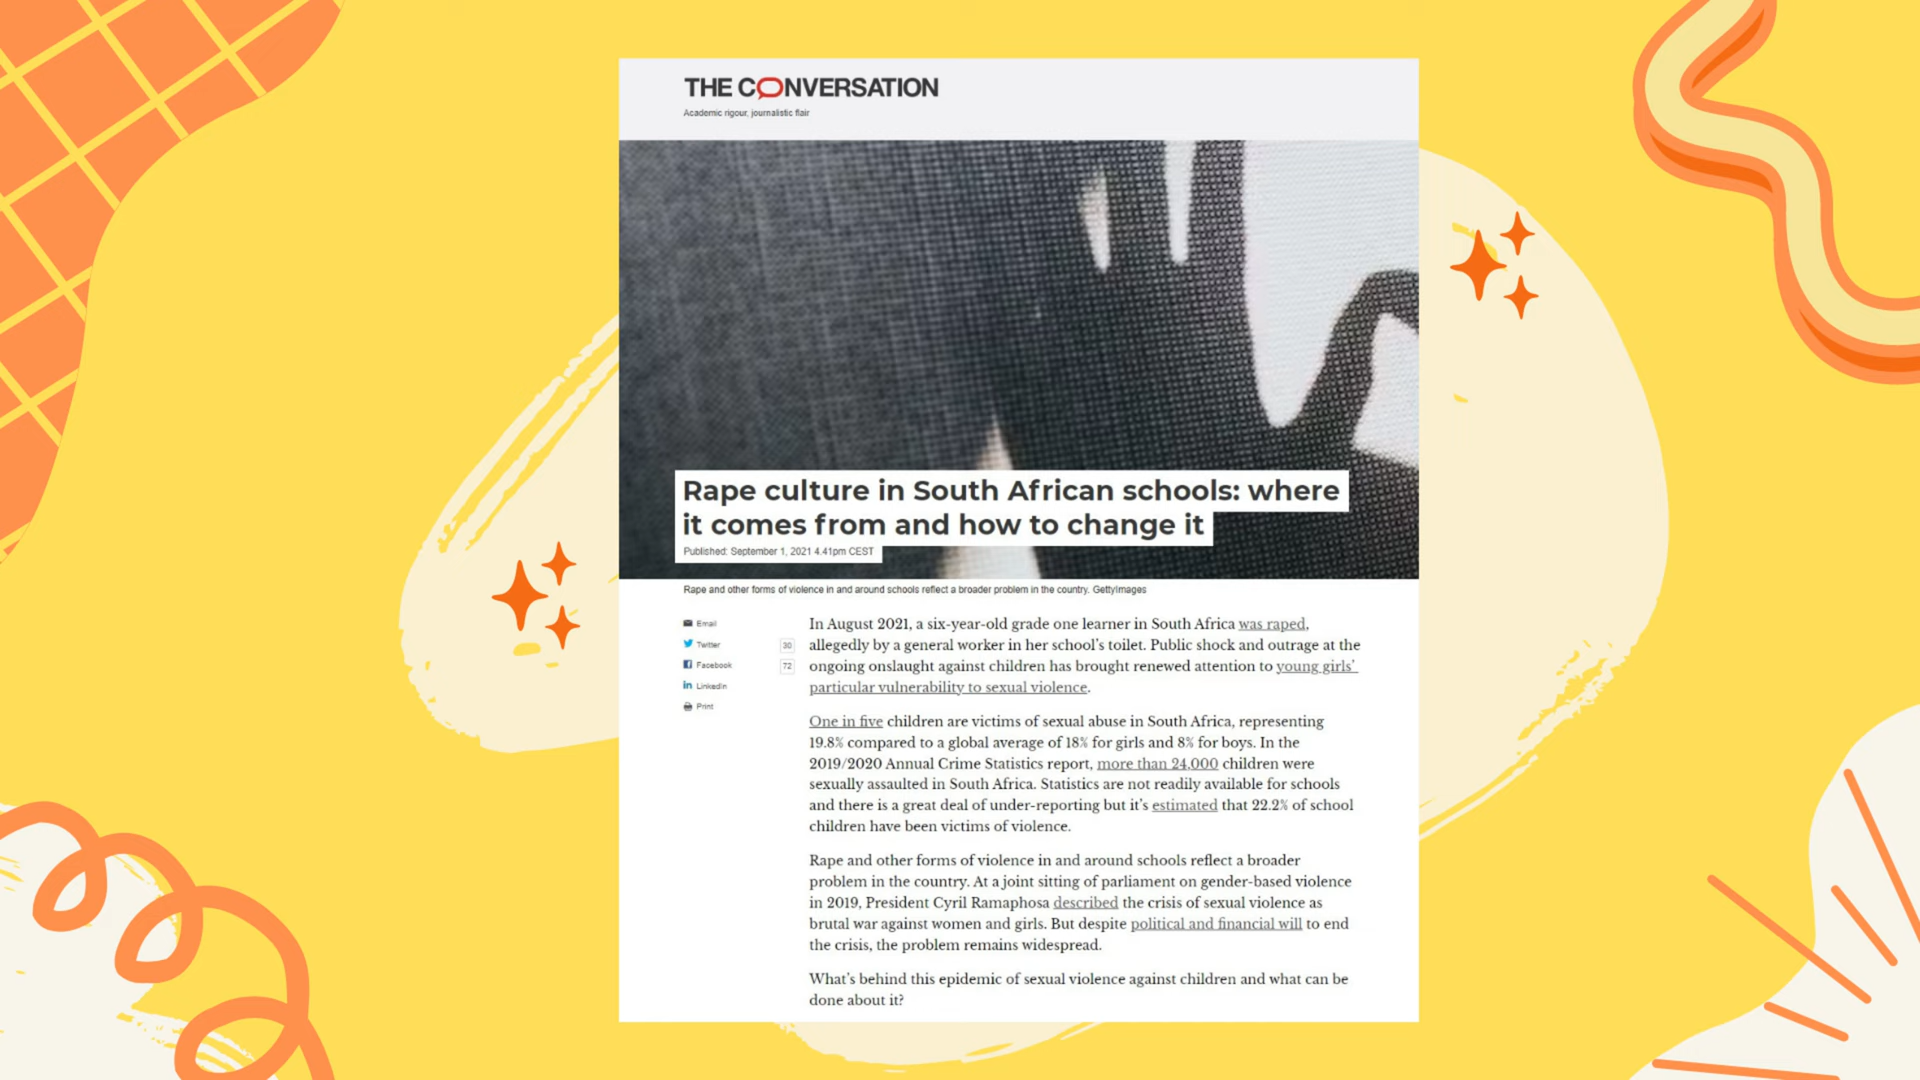 THE CONVERSATION
Academic rigour, journalistic flair
Rape culture in South African schools: where
it comes from and how to change it
Published: September 1, 2021 4.41pm CEST
Rape and other forms of violence in and around schools reflect a broader problem in the country. GettyImages
Email
Twitter 30
Facebook 72
LinkedIn
Print
In August 2021, a six-year-old grade one learner in South Africa was raped,
allegedly by a general worker in her school's toilet. Public shock and outrage at the
ongoing onslaught against children has brought renewed attention to young girls'
particular vulnerability to sexual violence.
One in five children are victims of sexual abuse in South Africa, representing
19.8% compared to a global average of 18% for girls and 8% for boys. In the
2019/2020 Annual Crime Statistics report, more than 24,000 children were
sexually assaulted in South Africa. Statistics are not readily available for schools
and there is a great deal of under-reporting but it's estimated that 22.2% of school
children have been victims of violence.
Rape and other forms of violence in and around schools reflect a broader
problem in the country. At a joint sitting of parliament on gender-based violence
in 2019, President Cyril Ramaphosa described the crisis of sexual violence as
brutal war against women and girls. But despite political and financial will to end
the crisis, the problem remains widespread.
What's behind this epidemic of sexual violence against children and what can be
done about it?